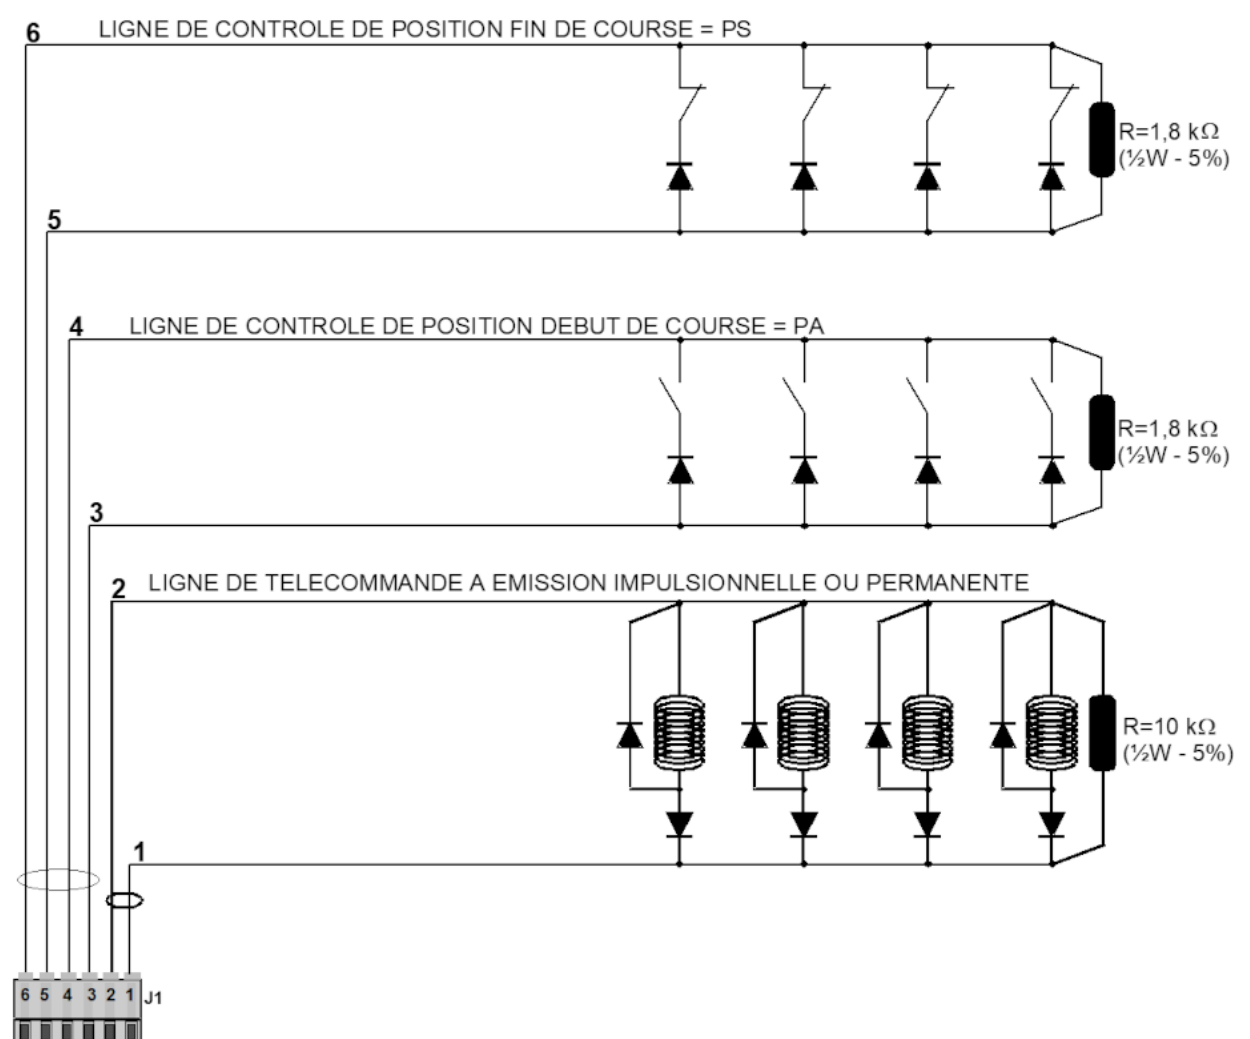 6 LIGNE DE CONTROLE DE POSITION FIN DE COURSE = PS
R=1,8 kΩ
(½W - 5%)
5
4 LIGNE DE CONTROLE DE POSITION DEBUT DE COURSE = PA
R=1,8 kΩ
(½W - 5%)
3
2 LIGNE DE TELECOMMANDE A EMISSION IMPULSIONNELLE OU PERMANENTE
R=10 kΩ
(½W - 5%)
1
6 5 4 3 2 1 J1